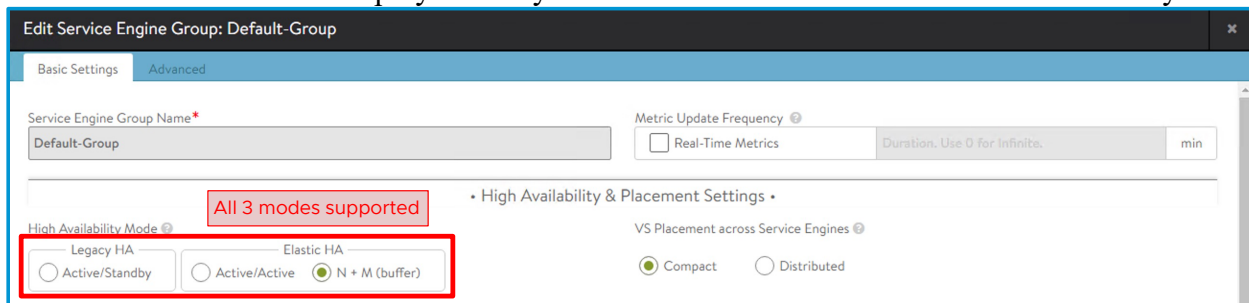 Edit Service Engine Group: Default-Group
Basic Settings Advanced
Service Engine Group Name* Metric Update Frequency
Default-Group Real-Time Metrics Duration. Use 0 for Infinite. min
• High Availability & Placement Settings •
All 3 modes supported
High Availability Mode VS Placement across Service Engines
Legacy HA Elastic HA
Active/Standby Active/Active N + M (buffer) Compact Distributed